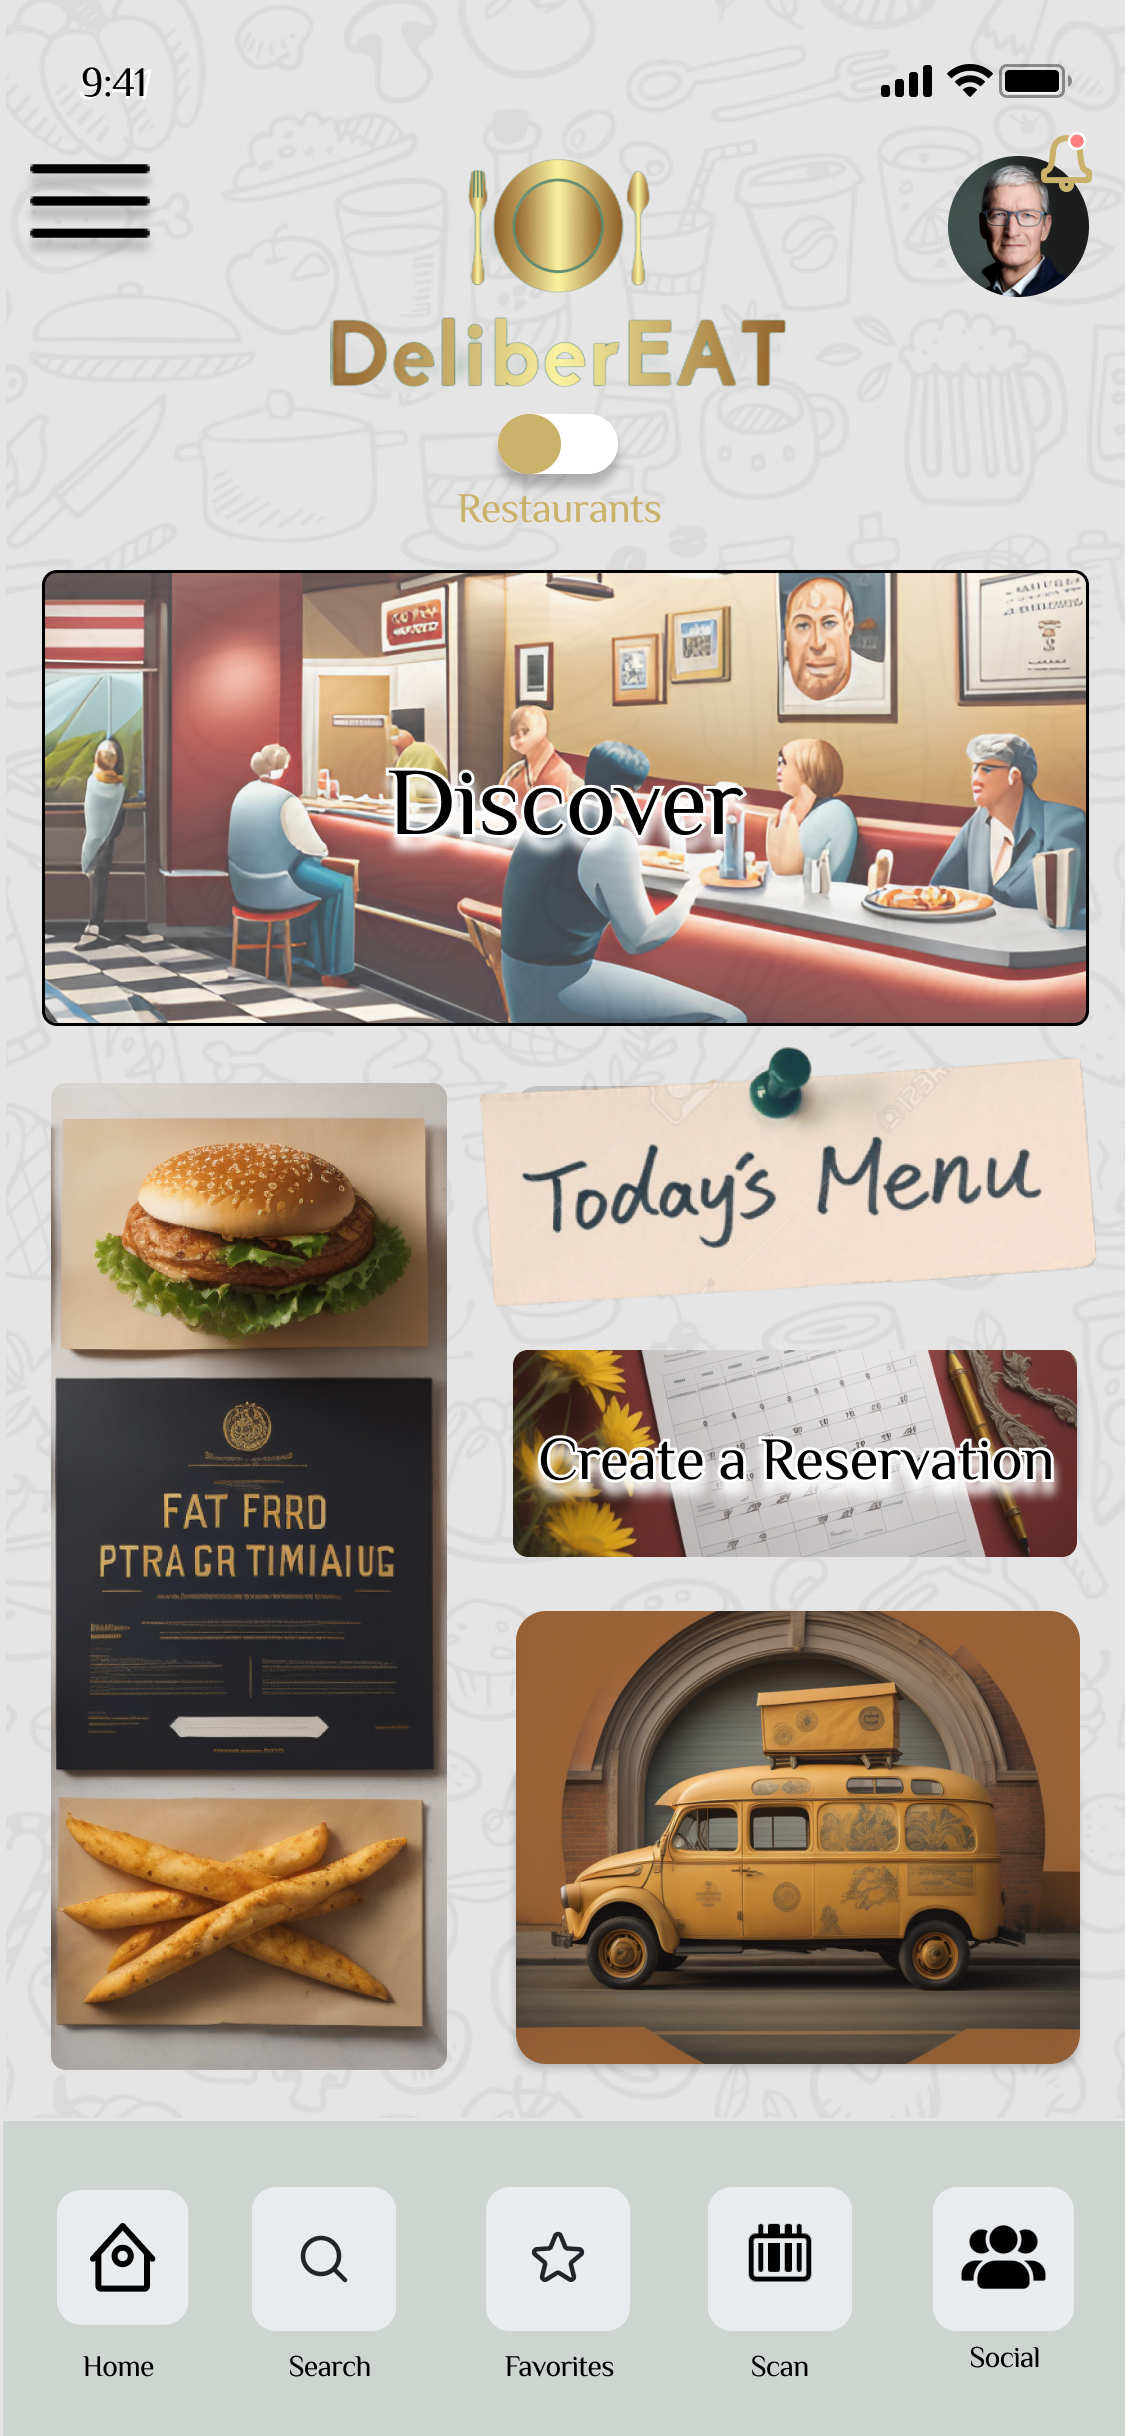 9:41
DeliberEAT
Restaurants
Discover
Today's Menu
FAT FRRD
PTRA GR TIMIAIUG
Create a Reservation
Home
Search
Favorites
Scan
Social